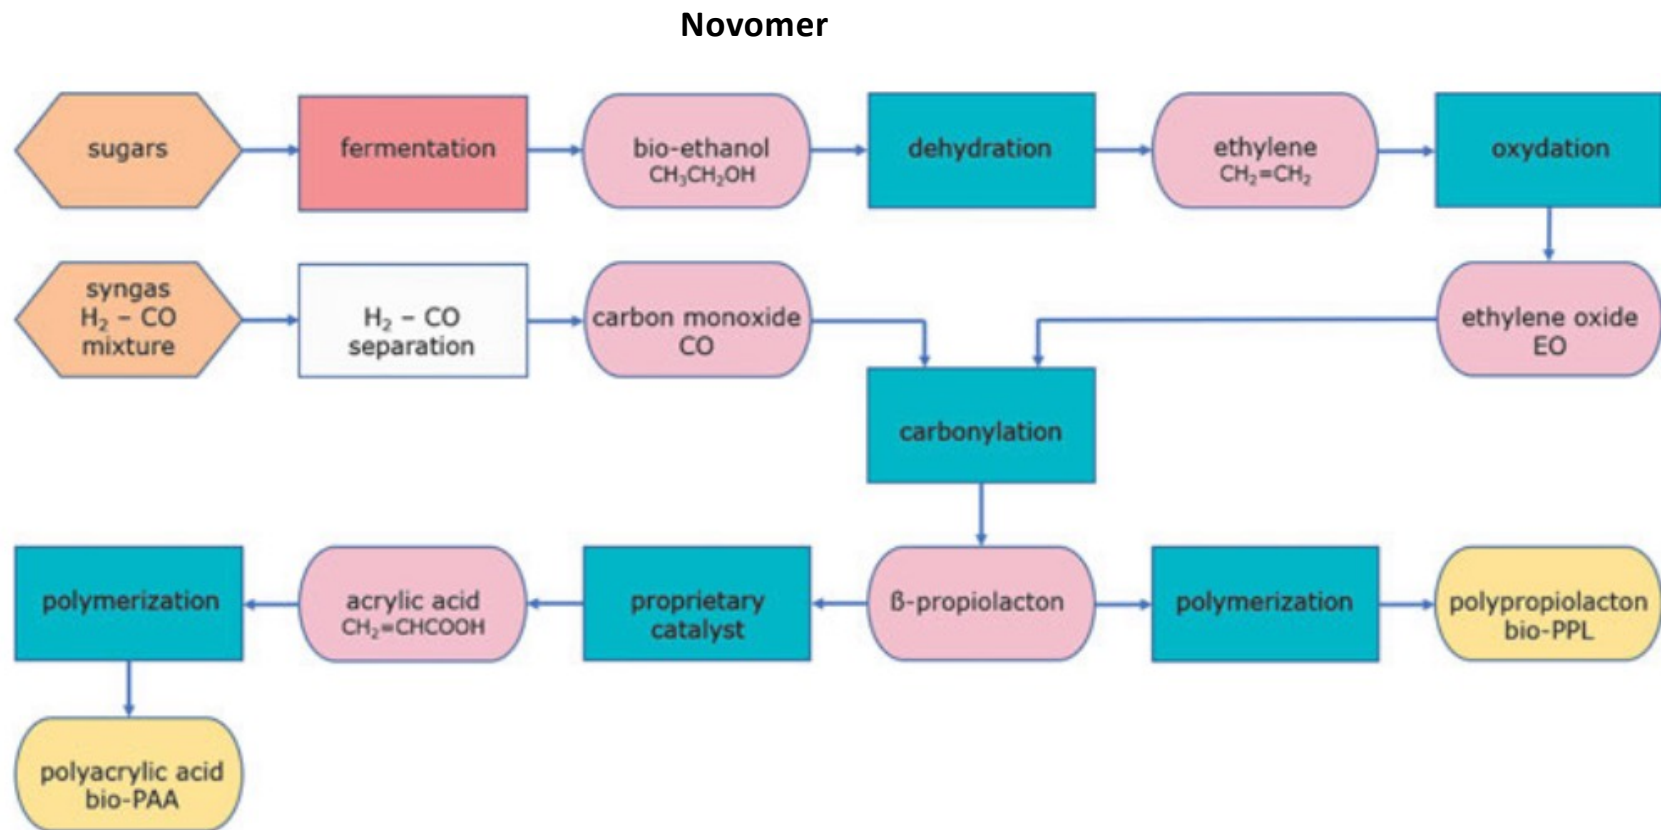 Novomer
sugars
fermentation
bio-ethanol
CH₃CH₂OH
dehydration
ethylene
CH₂=CH₂
oxydation
syngas
H₂ – CO
mixture
H₂ – CO
separation
carbon monoxide
CO
ethylene oxide
EO
carbonylation
polymerization
acrylic acid
CH₂=CHCOOH
proprietary
catalyst
ß-propiolacton
polymerization
polypropiolacton
bio-PPL
polyacrylic acid
bio-PAA